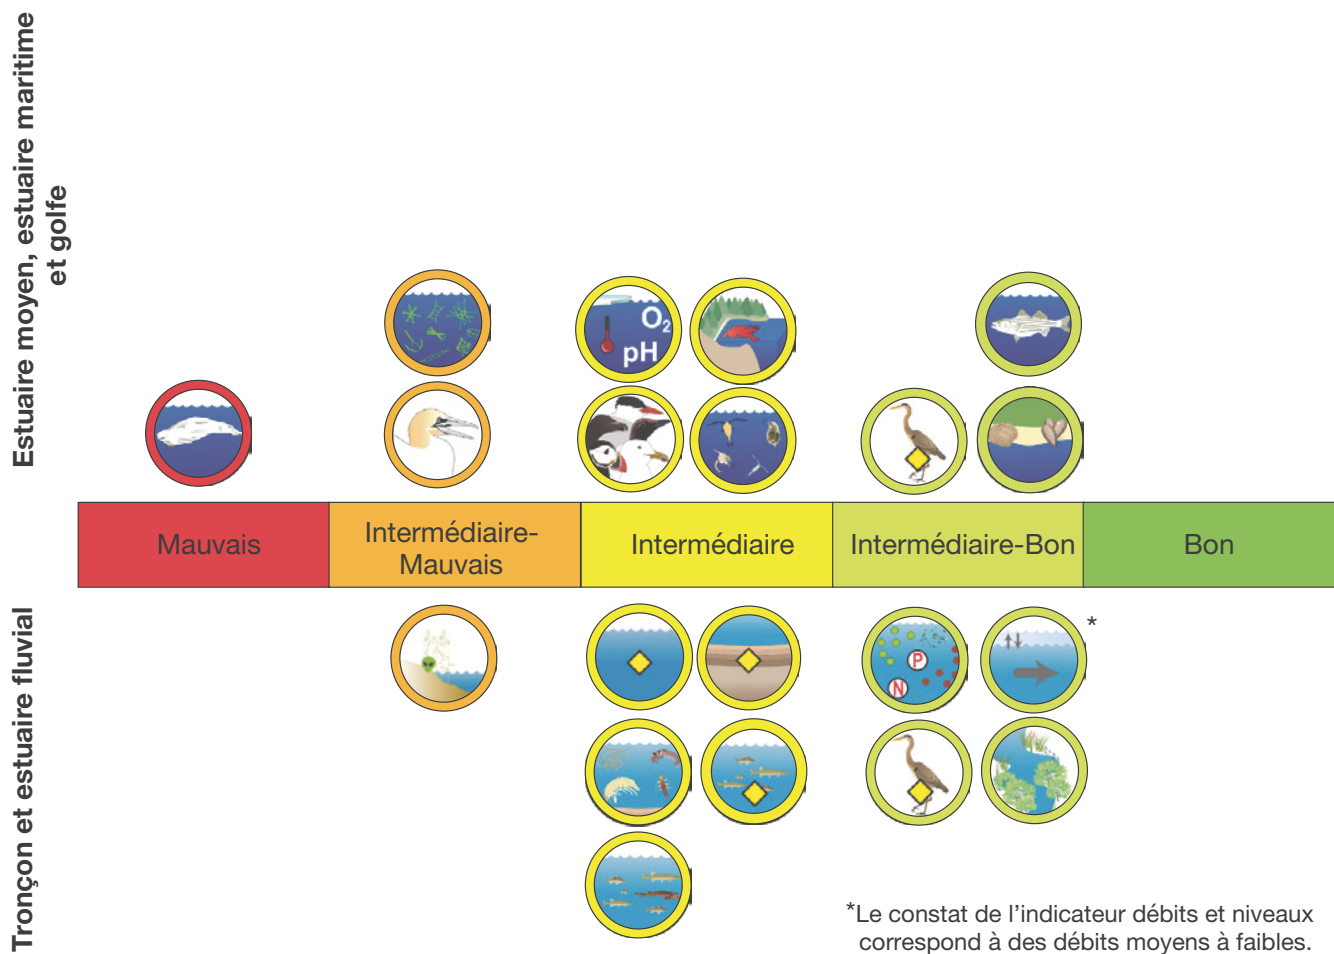 Estuaire moyen, estuaire maritime
et golfe
O2
pH
Mauvais
Intermédiaire-
Mauvais
Intermédiaire
Intermédiaire-Bon
Bon
Tronçon et estuaire fluvial
P
N
*
*Le constat de l'indicateur débits et niveaux
correspond à des débits moyens à faibles.